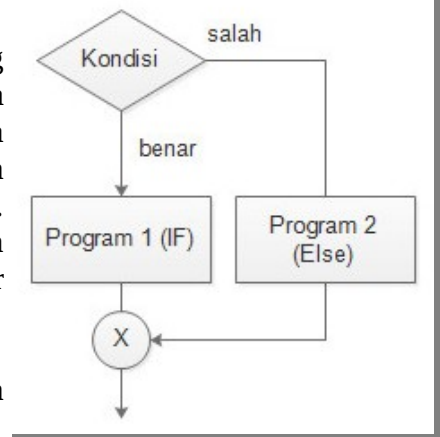 salah
Kondisi
benar
Program 1 (IF)
Program 2
(Else)
X